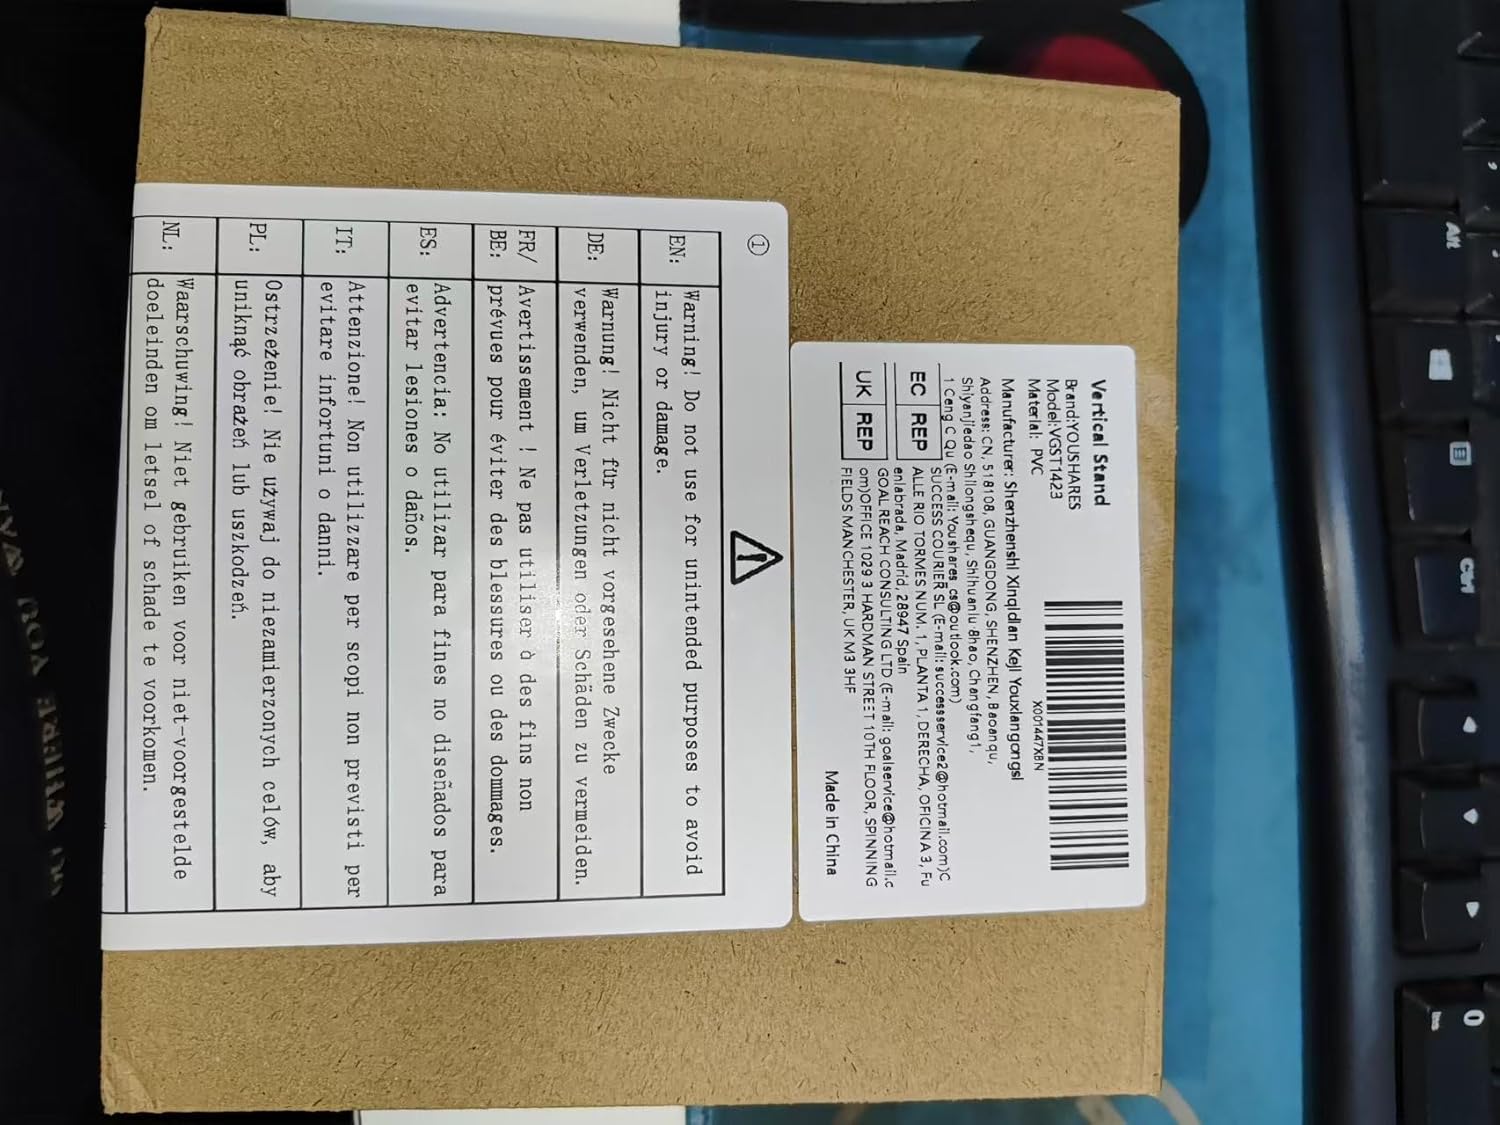 Vertical Stand
Brand:YOUSHARES
Model:VGST1423
Material: PVC
X001447XBN
Manufacturer: Shenzhenshi Xinqidian Keji Youxiangongsi
Address: CN, 518108, GUANGDONG, SHENZHEN, Baoanqu,
Shiyanjiedao Shilongshequ, Shihuanlu 8hao, Changfang1,
1 Ceng C Qu (E-mail: Youshares_cs@outlook.com)
EC REP
SUCCESS COURIER SL (E-mail: successservice2@hotmail.com)C
ALLE RIO TORMES NUM. 1, PLANTA 1, DERECHA, OFICINA 3, Fu
enlabrada, Madrid, 28947 Spain
UK REP
GOAL REACH CONSULTING LTD (E-mail: goalservice@hotmail.c
om)OFFICE 1029 3 HARDMAN STREET 10TH FLOOR, SPINNING
FIELDS MANCHESTER, UK M3 3HF
Made in China
①
EN: Warning! Do not use for unintended purposes to avoid
injury or damage.
DE: Warnung! Nicht für nicht vorgesehene Zwecke
verwenden, um Verletzungen oder Schäden zu vermeiden.
FR/ Avertissement ! Ne pas utiliser à des fins non
BE: prévues pour éviter des blessures ou des dommages.
ES: Advertencia: No utilizar para fines no diseñados para
evitar lesiones o daños.
IT: Attenzione! Non utilizzare per scopi non previsti per
evitare infortuni o danni.
PL: Ostrzeżenie! Nie używaj do niezamierzonych celów, aby
uniknąć obrażeń lub uszkodzeń.
NL: Waarschuwing! Niet gebruiken voor niet-voorgestelde
doeleinden om letsel of schade te voorkomen.
Alt
Ctrl
0
Ins